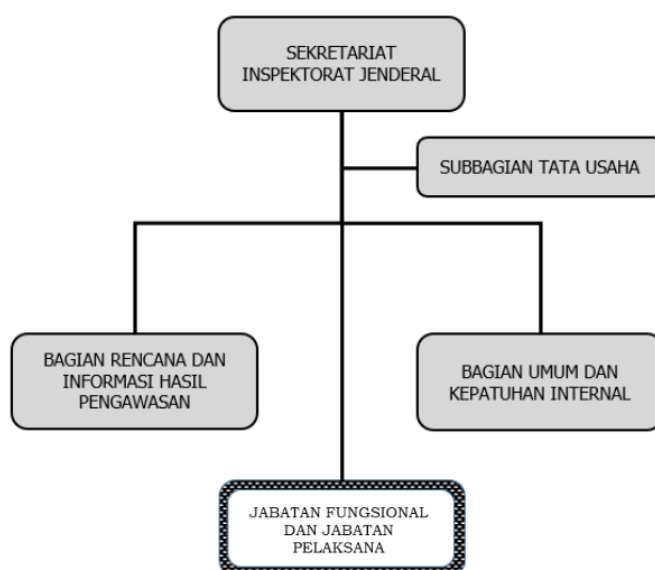 SEKRETARIAT
INSPEKTORAT JENDERAL
SUBBAGIAN TATA USAHA
BAGIAN RENCANA DAN
INFORMASI HASIL
PENGAWASAN
BAGIAN UMUM DAN
KEPATUHAN INTERNAL
JABATAN FUNGSIONAL
DAN JABATAN
PELAKSANA